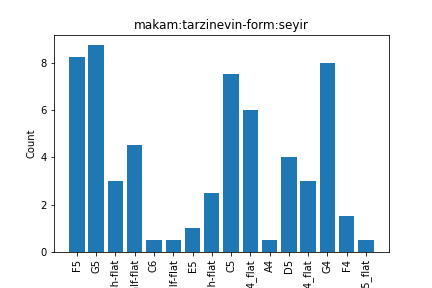 makam:tarzinevin-form:seyir
Count
8
6
4
2
0
F5
G5
h-flat
lf-flat
C6
lf-flat
E5
h-flat
C5
4_flat
A4
D5
4_flat
G4
F4
5_flat